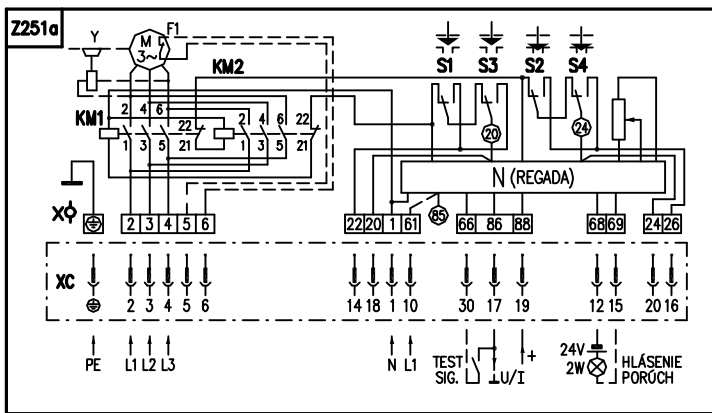 Z251a
Y
M
3~
F1
KM2
S1 S3 S2 S4
KM1
2 4 6
22
2 4 6
22
1 3 5
21
1 3 5
21
20
24
N (REGADA)
X
2 3 4 5 6
22 20 1 61
85
66 86 88
68 69
24 26
XC
2 3 4 5 6
14 18 1 10
30 17 19
12 15
20 16
PE
L1 L2 L3
N L1
TEST
SIG.
U/I
+
24V
2W
HLÁSENIE
PORÚCH